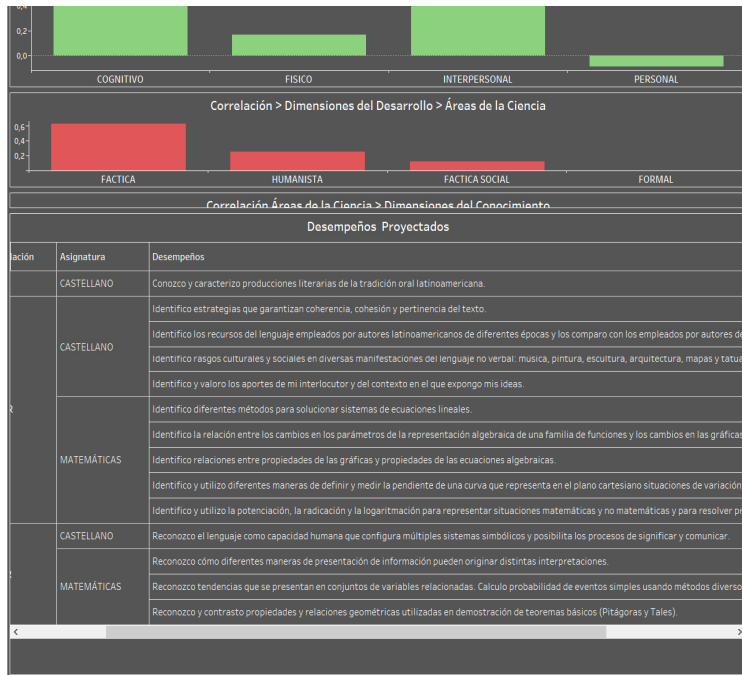 0,4
0,2
0,0
COGNITIVO FISICO INTERPERSONAL PERSONAL
Correlación > Dimensiones del Desarrollo > Áreas de la Ciencia
0,6
0,4
0,2
FACTICA HUMANISTA FACTICA SOCIAL FORMAL
Correlación Áreas de la Ciencia > Dimensiones del Conocimiento
Desempeños Proyectados
lación Asignatura Desempeños
CASTELLANO Conozco y caracterizo producciones literarias de la tradición oral latinoamericana.
Identifico estrategias que garantizan coherencia, cohesión y pertinencia del texto.
Identifico los recursos del lenguaje empleados por autores latinoamericanos de diferentes épocas y los comparo con los empleados por autores de
CASTELLANO
Identifico rasgos culturales y sociales en diversas manifestaciones del lenguaje no verbal: música, pintura, escultura, arquitectura, mapas y tatua
Identifico y valoro los aportes de mi interlocutor y del contexto en el que expongo mis ideas.
Identifico diferentes métodos para solucionar sistemas de ecuaciones lineales.
Identifico la relación entre los cambios en los parámetros de la representación algebraica de una familia de funciones y los cambios en las gráficas
MATEMÁTICAS Identifico relaciones entre propiedades de las gráficas y propiedades de las ecuaciones algebraicas.
Identifico y utilizo diferentes maneras de definir y medir la pendiente de una curva que representa en el plano cartesiano situaciones de variación
Identifico y utilizo la potenciación, la radicación y la logaritmación para representar situaciones matemáticas y no matemáticas y para resolver pr
CASTELLANO Reconozco el lenguaje como capacidad humana que configura múltiples sistemas simbólicos y posibilita los procesos de significar y comunicar.
Reconozco cómo diferentes maneras de presentación de información pueden originar distintas interpretaciones.
MATEMÁTICAS Reconozco tendencias que se presentan en conjuntos de variables relacionadas. Calculo probabilidad de eventos simples usando métodos diverso
Reconozco y contrasto propiedades y relaciones geométricas utilizadas en demostración de teoremas básicos (Pitágoras y Tales).